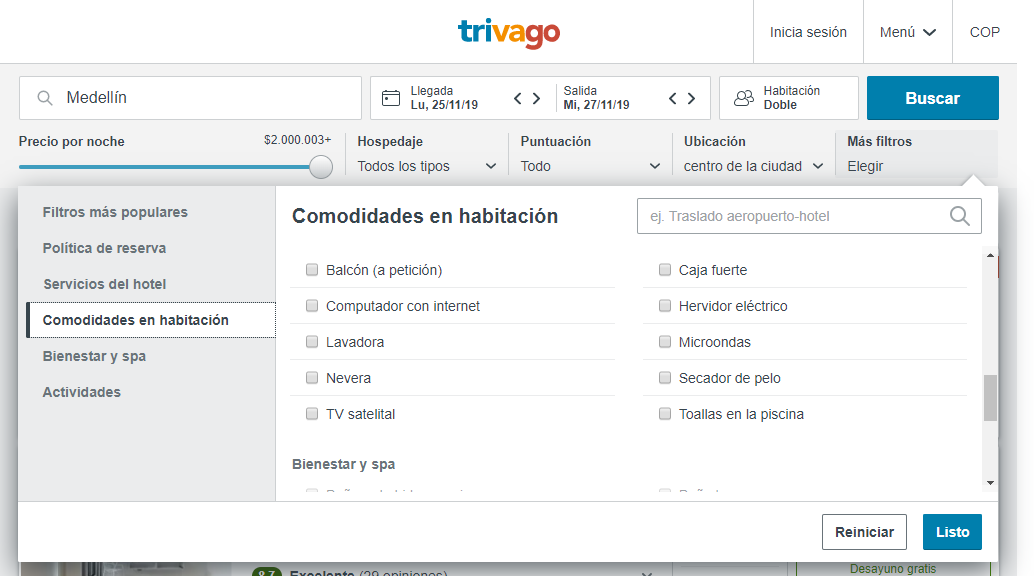 trivago
Inicia sesión
Menú
COP
Medellín
Llegada
Lu, 25/11/19
Salida
Mi, 27/11/19
Habitación
Doble
Buscar
Precio por noche
$2.000.003+
Hospedaje
Todos los tipos
Puntuación
Todo
Ubicación
centro de la ciudad
Más filtros
Elegir
Filtros más populares
Política de reserva
Servicios del hotel
Comodidades en habitación
Bienestar y spa
Actividades
Comodidades en habitación
ej. Traslado aeropuerto-hotel
Balcón (a petición)
Caja fuerte
Computador con internet
Hervidor eléctrico
Lavadora
Microondas
Nevera
Secador de pelo
TV satelital
Toallas en la piscina
Bienestar y spa
Reiniciar
Listo
8.7
Excelente (29 opiniones)
Desayuno gratis